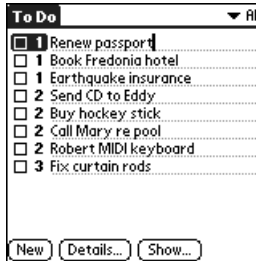 To Do
1 Renew passport
1 Book Fredonia hotel
1 Earthquake insurance
2 Send CD to Eddy
2 Buy hockey stick
2 Call Mary re pool
2 Robert MIDI keyboard
3 Fix curtain rods
New Details... Show...